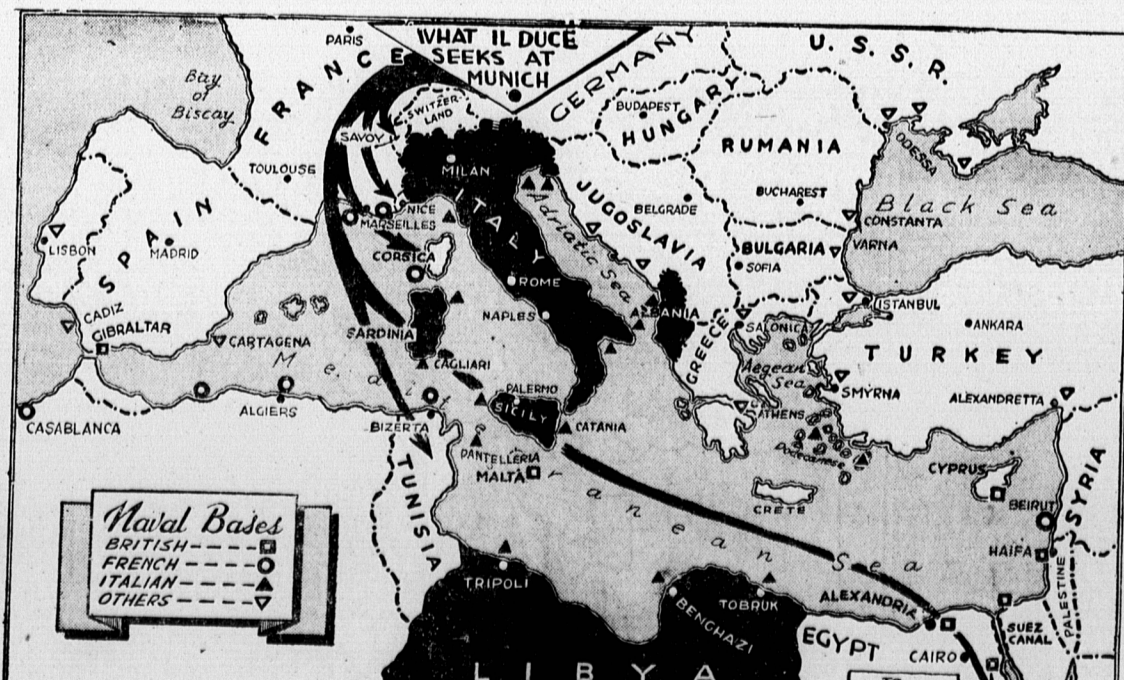 WHAT IL DUCE
SEEKS AT
MUNICH
PARIS
FRANCE
Bay
of
Biscay
SWITZER-
LAND
SAVOY
GERMANY
BUDAPEST
HUNGARY
U.S.S.R.
RUMANIA
ODESSA
TOULOUSE
MILAN
ITALY
NICE
MARSEILLES
JUGOSLAVIA
BELGRADE
BUCHAREST
Black Sea
CONSTANTA
VARNA
BULGARIA
SOFIA
Adriatic Sea
SPAIN
LISBON
MADRID
CORSICA
ROME
NAPLES
ALBANIA
ISTANBUL
ANKARA
TURKEY
CADIZ
GIBRALTAR
CARTAGENA
SARDINIA
CAGLIARI
GREECE
SALONICA
Aegean
Sea
SMYRNA
ALEXANDRETTA
Mediterranean Sea
ALGIERS
CASABLANCA
BIZERTA
PALERMO
SICILY
CATANIA
ATHENS
Dodecanese
PANTELLERIA
MALTA
CRETE
CYPRUS
BEIRUT
SYRIA
TUNISIA
HAIFA
PALESTINE
TRIPOLI
BENGHAZI
TOBRUK
ALEXANDRIA
EGYPT
CAIRO
SUEZ
CANAL
LIBYA
Naval Bases
BRITISH
FRENCH
ITALIAN
OTHERS